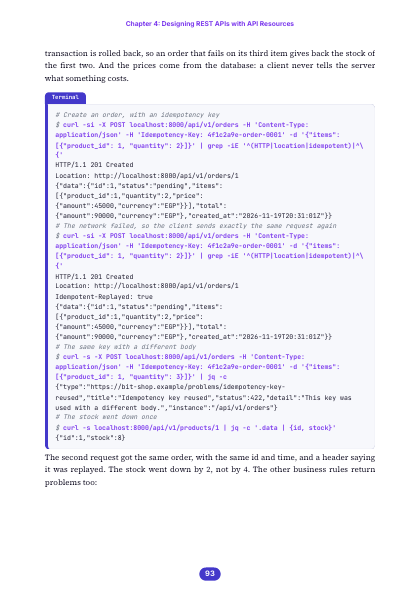 Chapter 4: Designing REST APIs with API Resources
transaction is rolled back, so an order that fails on its third item gives back the stock of
the first two. And the prices come from the database: a client never tells the server
what something costs.
Terminal
# Create an order, with an idempotency key
$ curl -si -X POST localhost:8000/api/v1/orders -H 'Content-Type:
application/json' -H 'Idempotency-Key: 4f1c2a9e-order-0001' -d '{"items":
[{"product_id": 1, "quantity": 2}]}' | grep -iE '^(HTTP|location|idempotent)|^\
{'
HTTP/1.1 201 Created
Location: http://localhost:8000/api/v1/orders/1
{"data":{"id":1,"status":"pending","items":
[{"product_id":1,"quantity":2,"price":
{"amount":45000,"currency":"EGP"}}],"total":
{"amount":90000,"currency":"EGP"},"created_at":"2026-11-19T20:31:01Z"}}
# The network failed, so the client sends exactly the same request again
$ curl -si -X POST localhost:8000/api/v1/orders -H 'Content-Type:
application/json' -H 'Idempotency-Key: 4f1c2a9e-order-0001' -d '{"items":
[{"product_id": 1, "quantity": 2}]}' | grep -iE '^(HTTP|location|idempotent)|^\
{'
HTTP/1.1 201 Created
Location: http://localhost:8000/api/v1/orders/1
Idempotent-Replayed: true
{"data":{"id":1,"status":"pending","items":
[{"product_id":1,"quantity":2,"price":
{"amount":45000,"currency":"EGP"}}],"total":
{"amount":90000,"currency":"EGP"},"created_at":"2026-11-19T20:31:01Z"}}
# The same key with a different body
$ curl -s -X POST localhost:8000/api/v1/orders -H 'Content-Type:
application/json' -H 'Idempotency-Key: 4f1c2a9e-order-0001' -d '{"items":
[{"product_id": 1, "quantity": 3}]}' | jq -c
{"type":"https://bit-shop.example/problems/idempotency-key-
reused","title":"Idempotency key reused","status":422,"detail":"This key was
used with a different body.","instance":"/api/v1/orders"}
# The stock went down once
$ curl -s localhost:8000/api/v1/products/1 | jq -c '.data | {id, stock}'
{"id":1,"stock":8}
The second request got the same order, with the same id and time, and a header saying
it was replayed. The stock went down by 2, not by 4. The other business rules return
problems too:
93